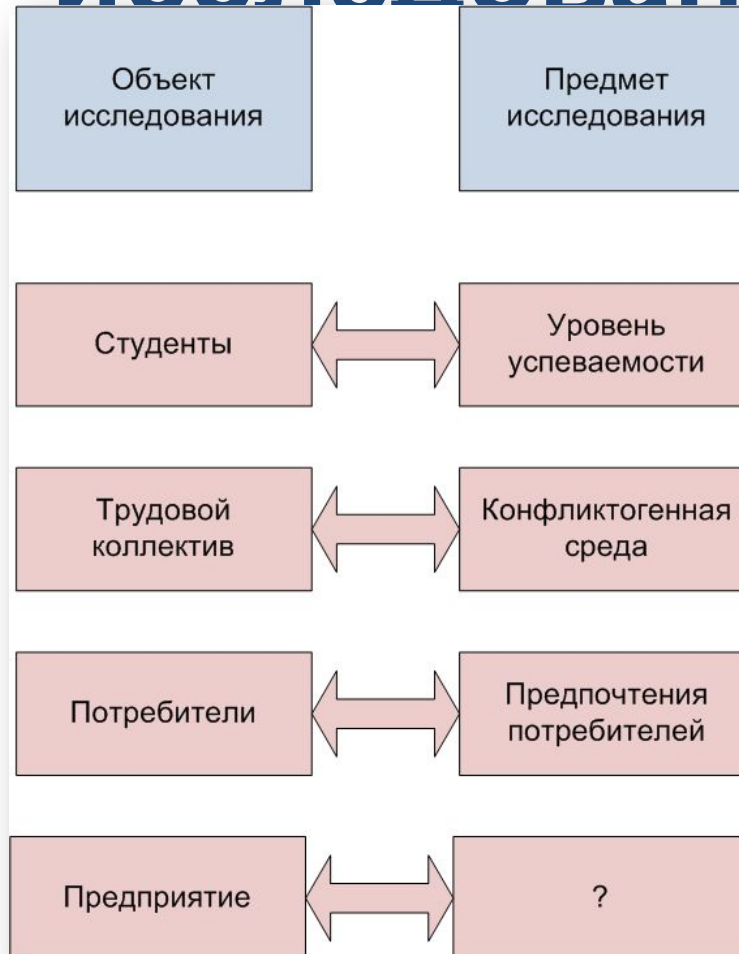 Объект
исследования
Предмет
исследования
Студенты
Уровень
успеваемости
Трудовой
коллектив
Конфликтогенная
среда
Потребители
Предпочтения
потребителей
Предприятие
?